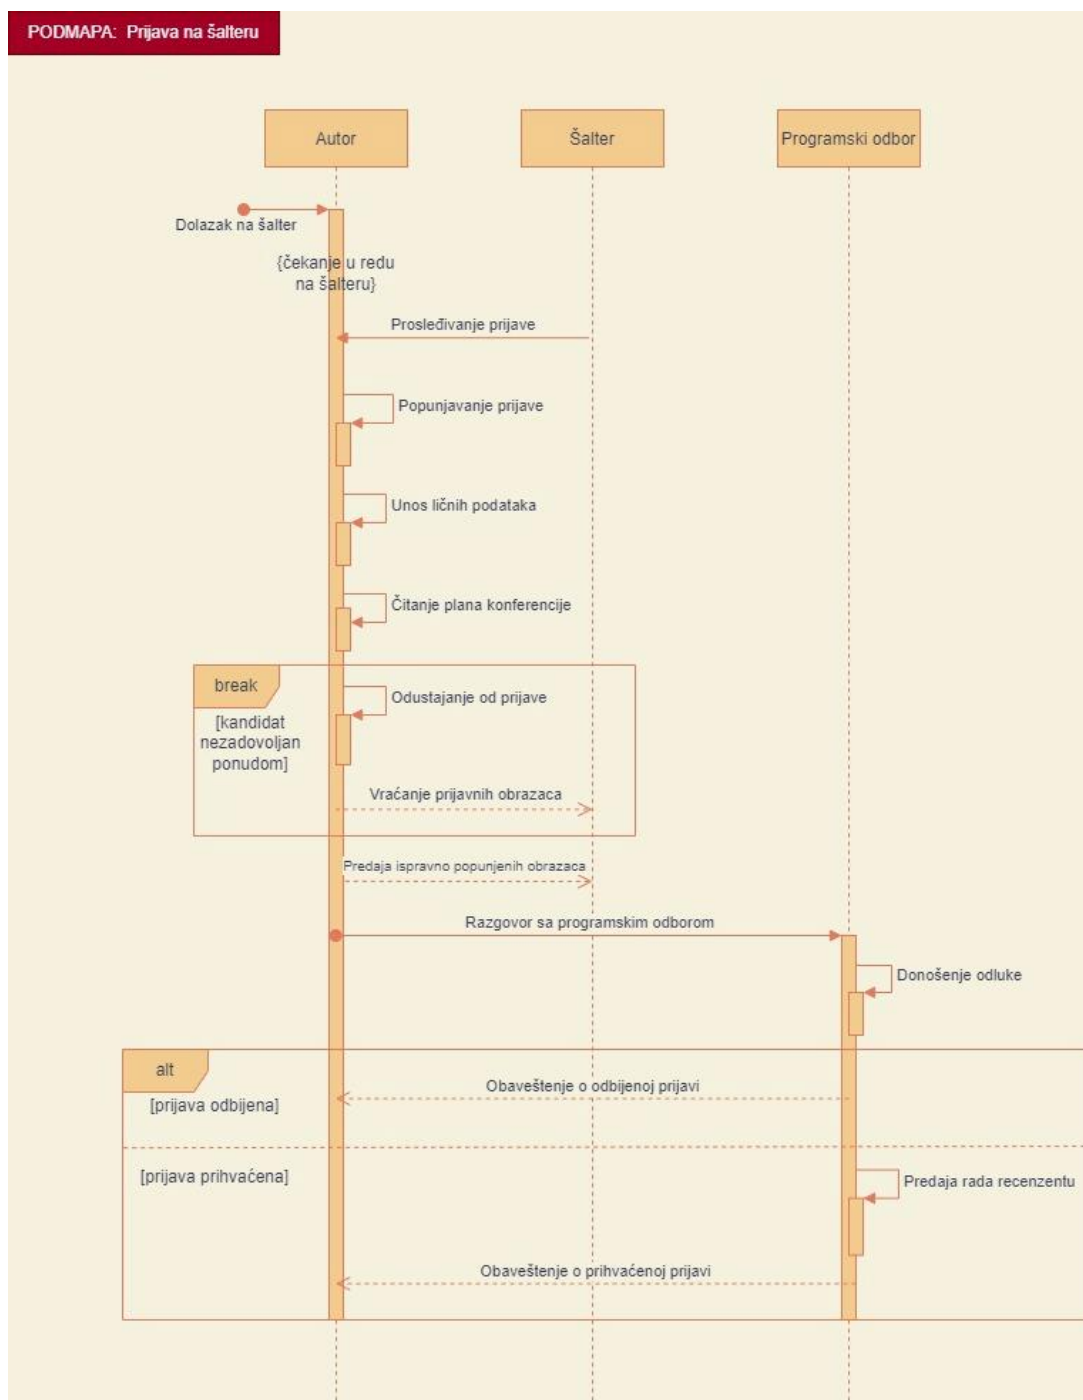 PODMAPA: Prijava na šalteru
Autor
Šalter
Programski odbor
Dolazak na šalter
{čekanje u redu
na šalteru}
Prosleđivanje prijave
Popunjavanje prijave
Unos ličnih podataka
Čitanje plana konferencije
break
Odustajanje od prijave
[kandidat
nezadovoljan
ponudom]
Vraćanje prijavnih obrazaca
Predaja ispravno popunjenih obrazaca
Razgovor sa programskim odborom
Donošenje odluke
alt
Obaveštenje o odbijenoj prijavi
[prijava odbijena]
[prijava prihvaćena]
Predaja rada recenzentu
Obaveštenje o prihvaćenoj prijavi